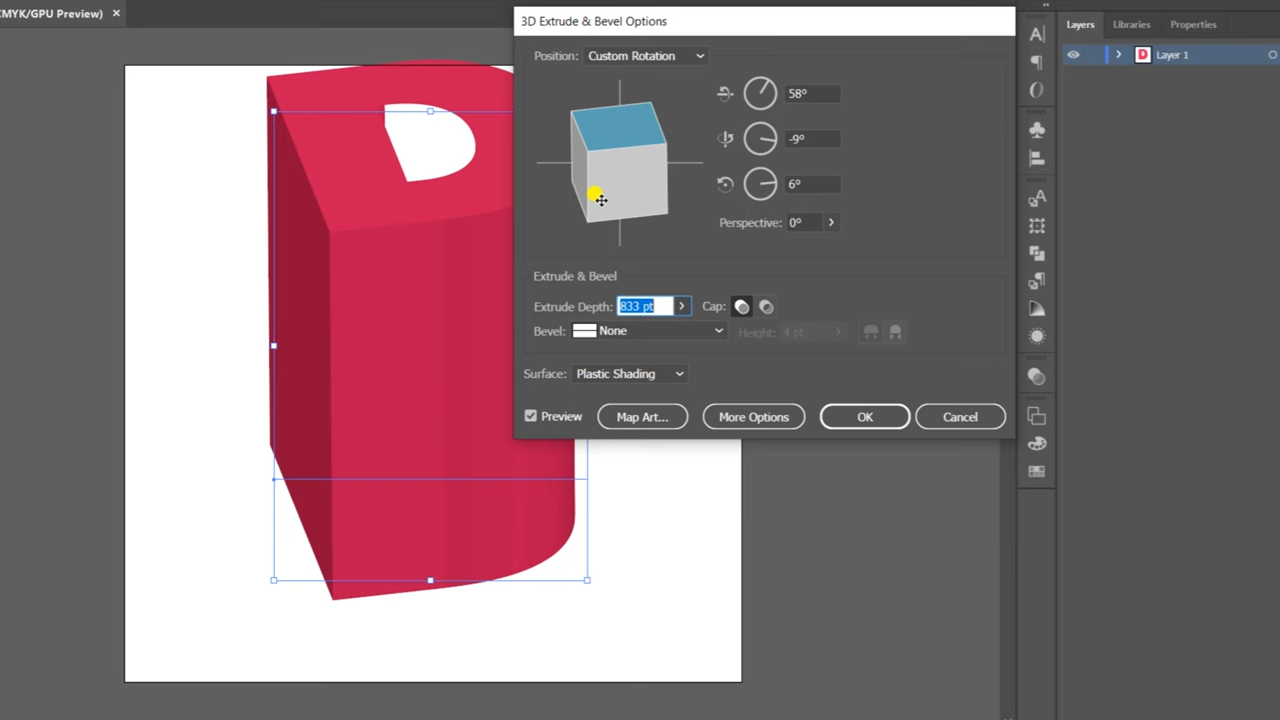 CMYK/GPU Preview) ×
3D Extrude & Bevel Options
Layers Libraries Properties
Position: Custom Rotation
D Layer 1
58°
-9°
6°
Perspective: 0°
Extrude & Bevel
Extrude Depth: 833 pt Cap:
Bevel: None Height: 4 pt
Surface: Plastic Shading
Preview Map Art... More Options OK Cancel